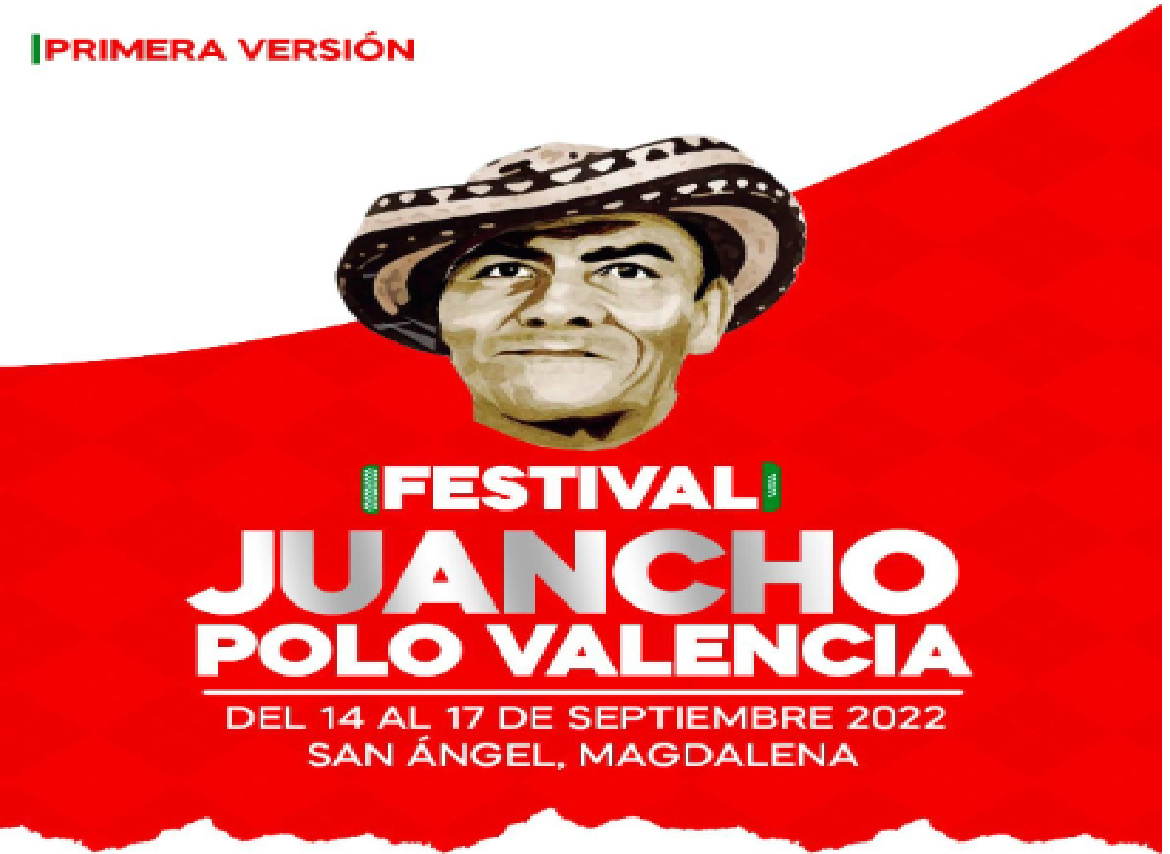 PRIMERA VERSIÓN
FESTIVAL
JUANCHO
POLO VALENCIA
DEL 14 AL 17 DE SEPTIEMBRE 2022
SAN ÁNGEL, MAGDALENA